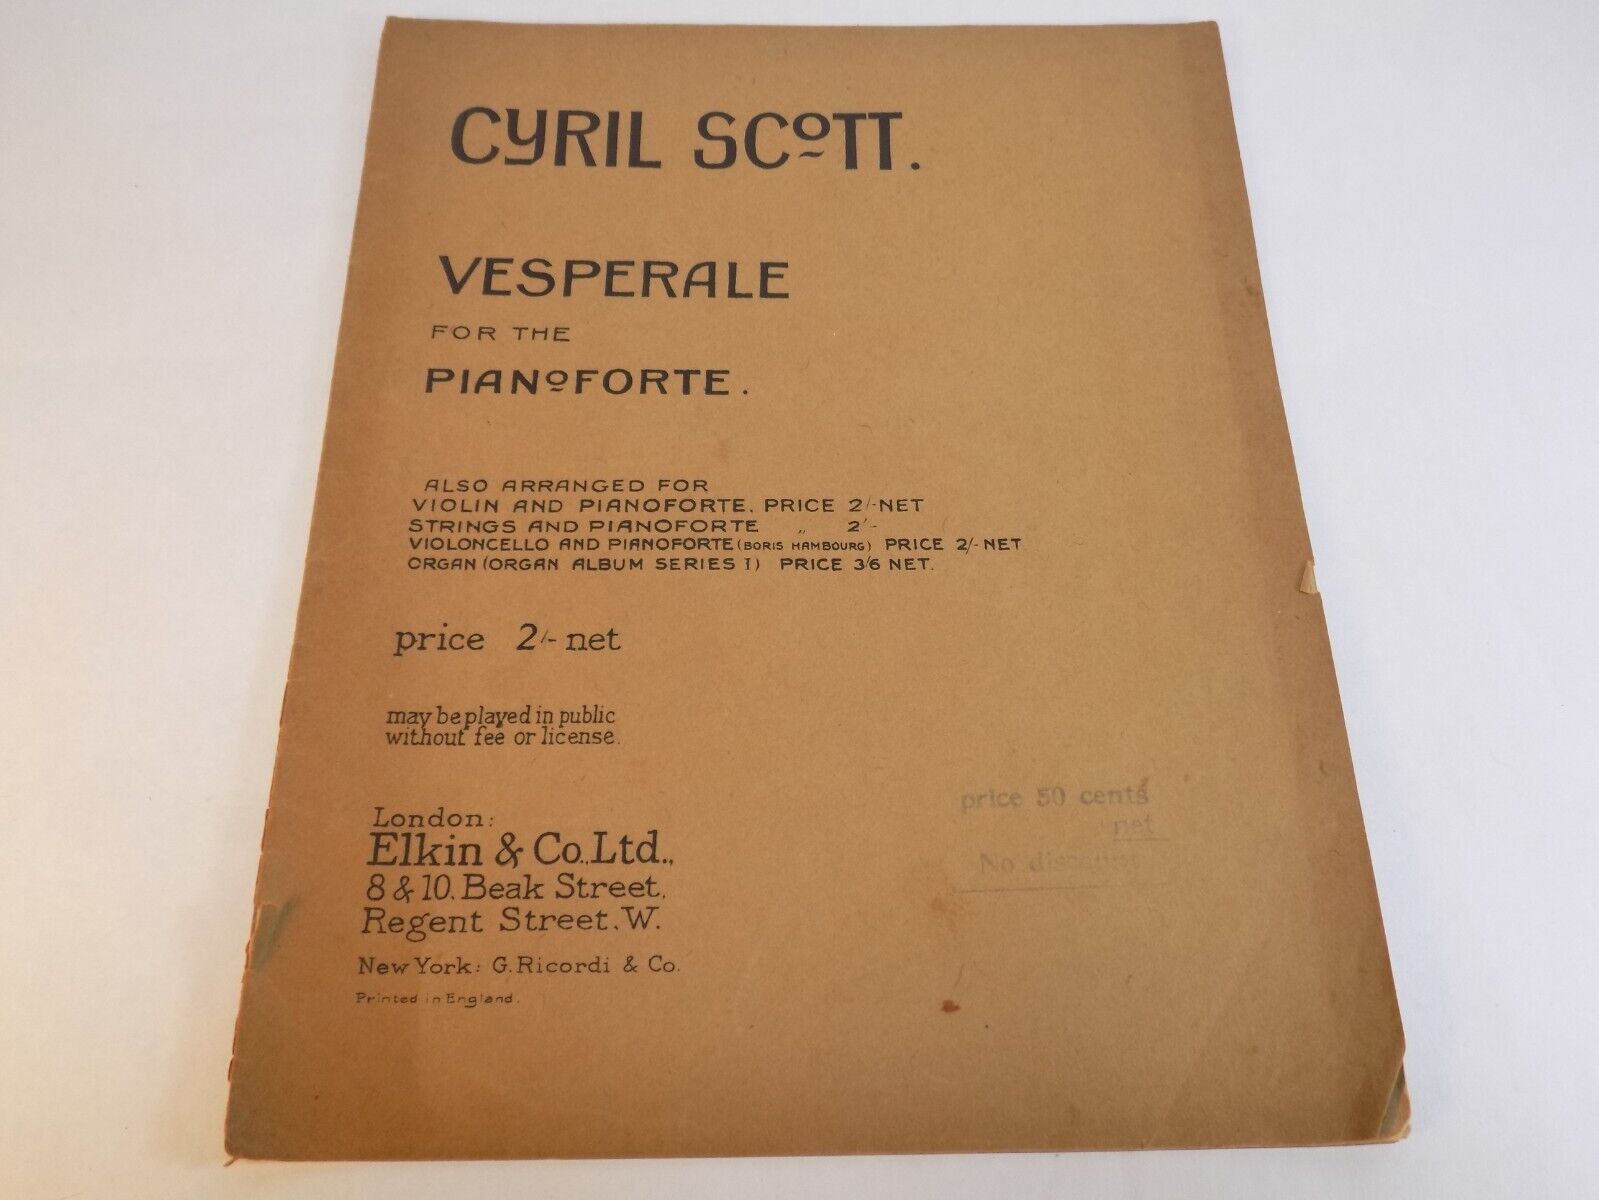 CYRIL SCOTT.
VESPERALE
FOR THE
PIANOFORTE.
ALSO ARRANGED FOR
VIOLIN AND PIANOFORTE, PRICE 2/- NET
STRINGS AND PIANOFORTE „ 2/-
VIOLONCELLO AND PIANOFORTE (BORIS HAMBOURG) PRICE 2/- NET
ORGAN (ORGAN ALBUM SERIES I) PRICE 3/6 NET.
price 2/- net
may be played in public
without fee or license.
price 50 cents
net
No
London:
Elkin & Co., Ltd.,
8 & 10, Beak Street,
Regent Street, W.
New York: G. Ricordi & Co.
Printed in England.